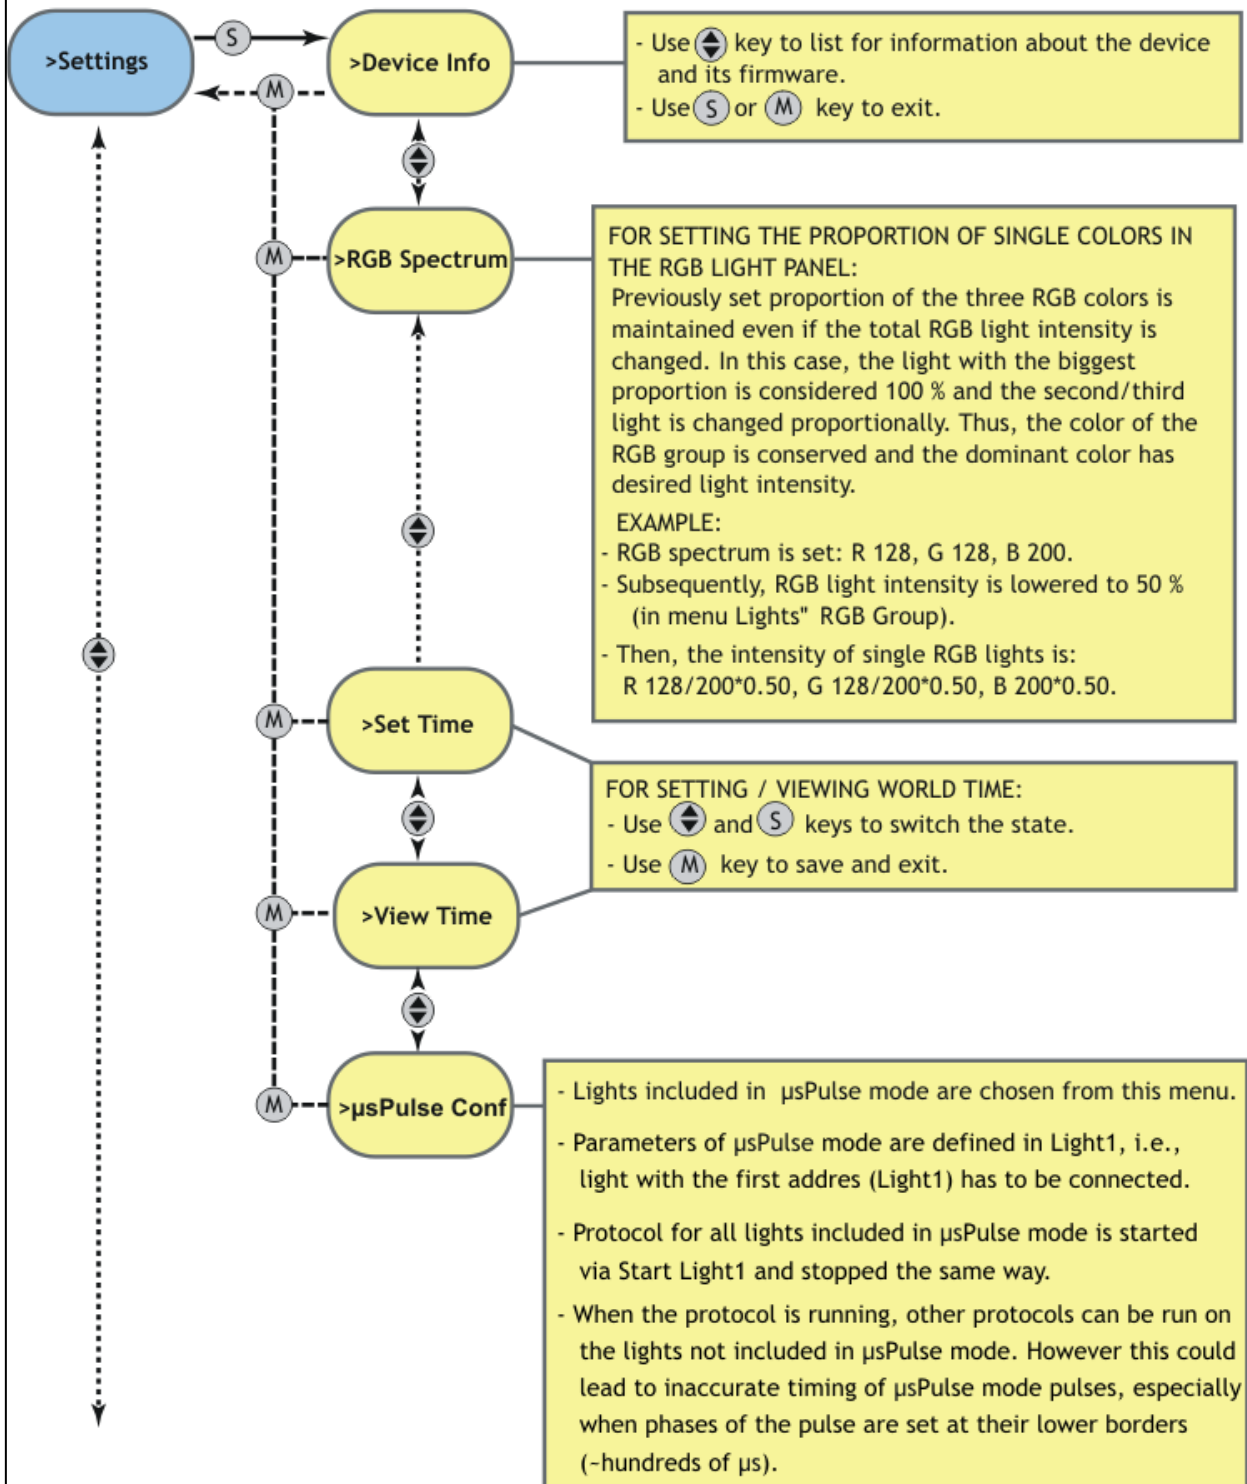 >Settings
S
>Device Info
- Use key to list for information about the device
and its firmware.
- Use S or M key to exit.
M
M
>RGB Spectrum
FOR SETTING THE PROPORTION OF SINGLE COLORS IN
THE RGB LIGHT PANEL:
Previously set proportion of the three RGB colors is
maintained even if the total RGB light intensity is
changed. In this case, the light with the biggest
proportion is considered 100 % and the second/third
light is changed proportionally. Thus, the color of the
RGB group is conserved and the dominant color has
desired light intensity.
EXAMPLE:
- RGB spectrum is set: R 128, G 128, B 200.
- Subsequently, RGB light intensity is lowered to 50 %
(in menu Lights" RGB Group).
- Then, the intensity of single RGB lights is:
R 128/200*0.50, G 128/200*0.50, B 200*0.50.
M
>Set Time
FOR SETTING / VIEWING WORLD TIME:
- Use and S keys to switch the state.
- Use M key to save and exit.
M
>View Time
M
>µsPulse Conf
- Lights included in µsPulse mode are chosen from this menu.
- Parameters of µsPulse mode are defined in Light1, i.e.,
light with the first addres (Light1) has to be connected.
- Protocol for all lights included in µsPulse mode is started
via Start Light1 and stopped the same way.
- When the protocol is running, other protocols can be run on
the lights not included in µsPulse mode. However this could
lead to inaccurate timing of µsPulse mode pulses, especially
when phases of the pulse are set at their lower borders
(~hundreds of µs).